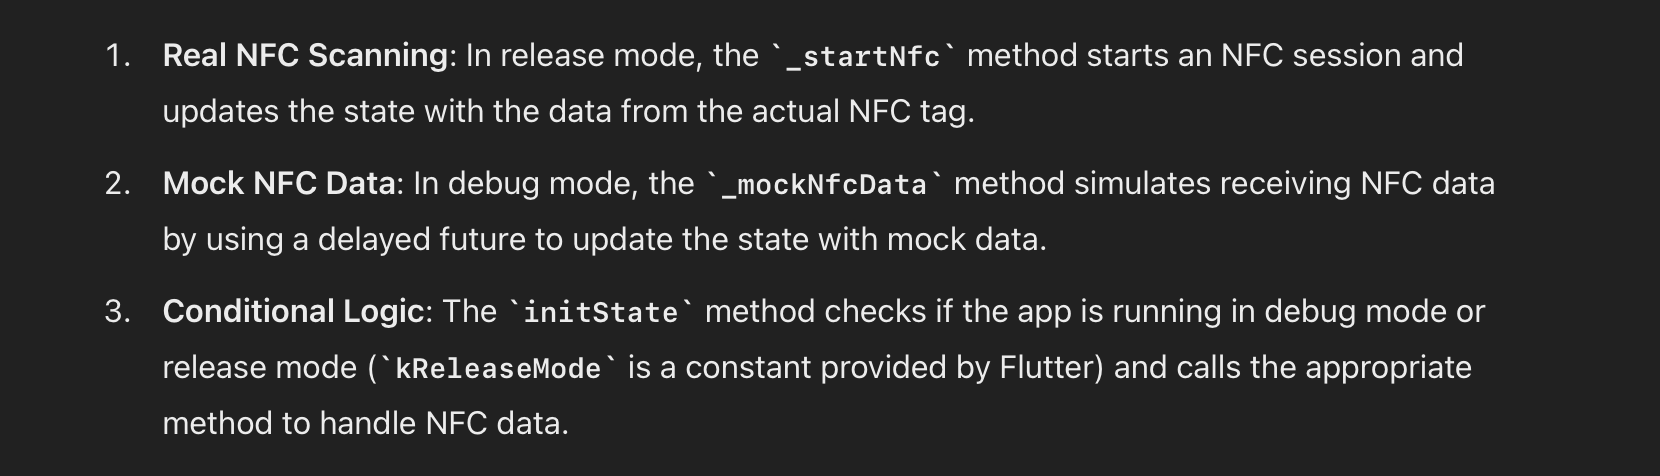 1. Real NFC Scanning: In release mode, the `_startNfc` method starts an NFC session and
updates the state with the data from the actual NFC tag.
2. Mock NFC Data: In debug mode, the `_mockNfcData` method simulates receiving NFC data
by using a delayed future to update the state with mock data.
3. Conditional Logic: The `initState` method checks if the app is running in debug mode or
release mode (`kReleaseMode` is a constant provided by Flutter) and calls the appropriate
method to handle NFC data.